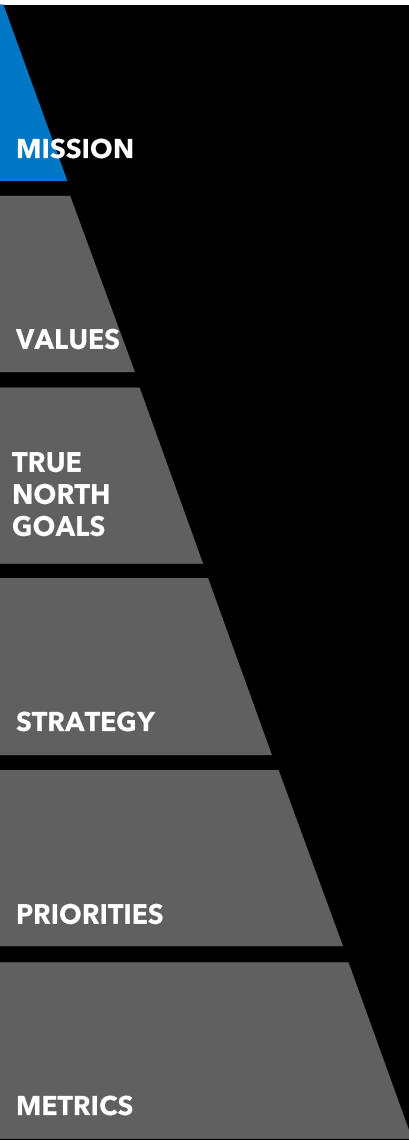 MISSION
VALUES
TRUE
NORTH
GOALS
STRATEGY
PRIORITIES
METRICS